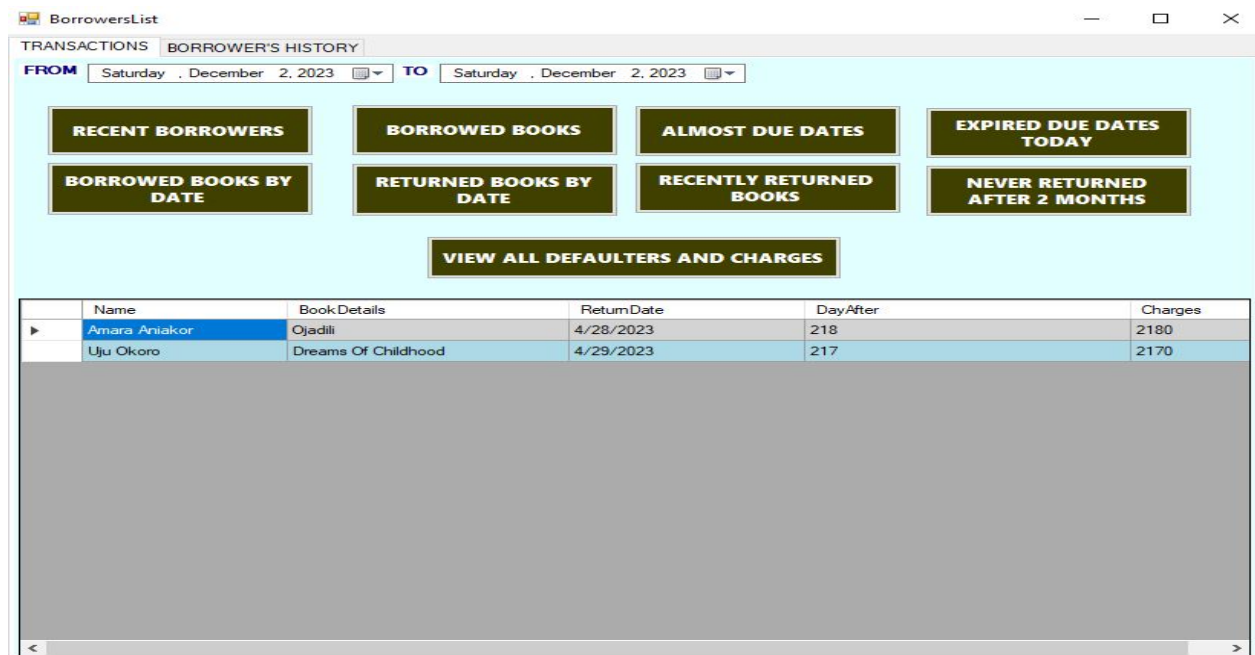 BorrowersList
TRANSACTIONS BORROWER'S HISTORY
FROM Saturday , December 2, 2023 TO Saturday , December 2, 2023
RECENT BORROWERS
BORROWED BOOKS
ALMOST DUE DATES
EXPIRED DUE DATES
TODAY
BORROWED BOOKS BY
DATE
RETURNED BOOKS BY
DATE
RECENTLY RETURNED
BOOKS
NEVER RETURNED
AFTER 2 MONTHS
VIEW ALL DEFAULTERS AND CHARGES
Name BookDetails ReturnDate DayAfter Charges
Amara Aniakor Ojadili 4/28/2023 218 2180
Uju Okoro Dreams Of Childhood 4/29/2023 217 2170